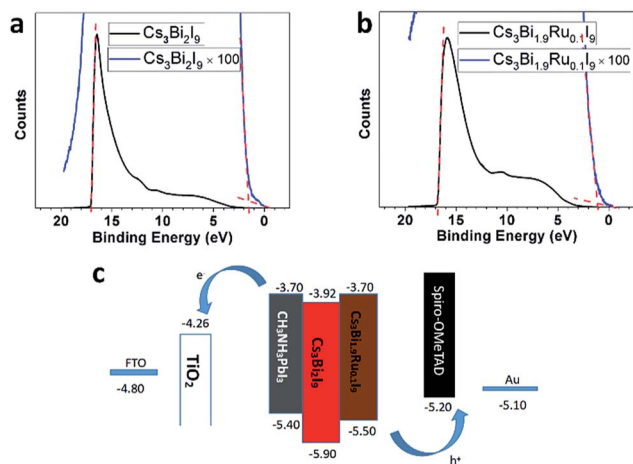 a
Cs₃Bi₂I₉
Cs₃Bi₂I₉ × 100
Counts
20 15 10 5 0
Binding Energy (eV)
b
Cs₃Bi₁.₉Ru₀.₁I₉
Cs₃Bi₁.₉Ru₀.₁I₉ × 100
Counts
20 15 10 5 0
Binding Energy (eV)
c
e⁻
-3.70 -3.92 -3.70
-4.26
FTO
-4.80
TiO₂
CH₃NH₃PbI₃
Cs₃Bi₂I₉
Cs₃Bi₁.₉Ru₀.₁I₉
Spiro-OMeTAD
Au
-5.40
-5.90
-5.50
-5.20
-5.10
h⁺